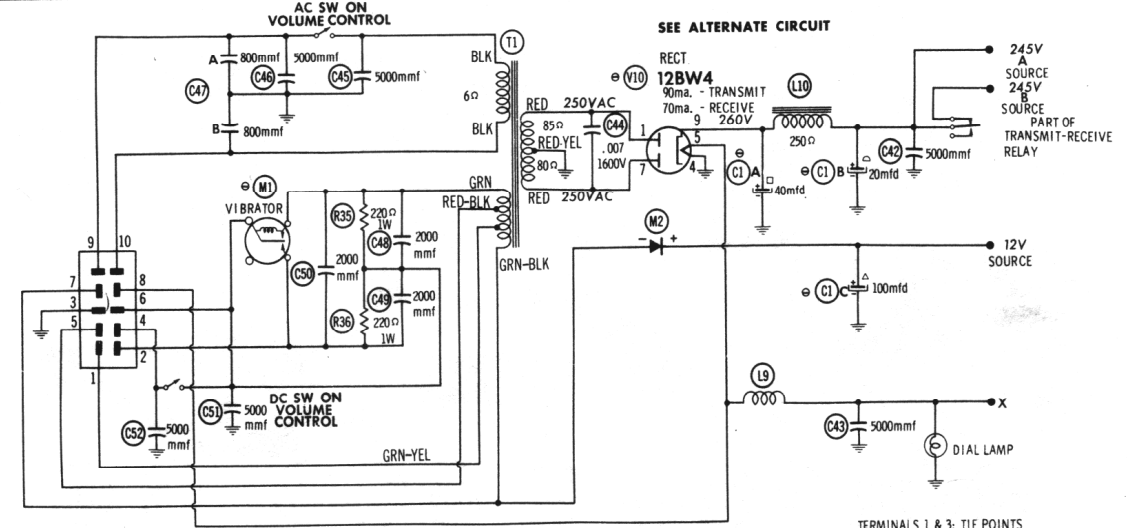 AC SW ON
VOLUME CONTROL
SEE ALTERNATE CIRCUIT
T1
BLK
A 800mmf
5000mmf
C46
C45 5000mmf
C47
6Ω
B 800mmf
BLK
RED 250VAC
85Ω
RED-YEL
80Ω
RED 250VAC
C44
.007
1600V
RECT
⊖ V10 12BW4
90ma. - TRANSMIT
70ma. - RECEIVE
260V
1
7
9
5
4
L10
250Ω
245V
A
SOURCE
245V
B
SOURCE
PART OF
TRANSMIT-RECEIVE
RELAY
C42 5000mmf
⊖
C1 A □ 40mfd
⊖ C1 B 20mfd
⊖ M1
VIBRATOR
GRN
RED-BLK
R35 220Ω
1W
C48 2000
mmf
C50 2000
mmf
C49 2000
mmf
R36 220Ω
1W
GRN-BLK
M2
- +
12V
SOURCE
⊖ C1 C △ 100mfd
9 10
7 8
3 6
5 4
1 2
DC SW ON
VOLUME
CONTROL
C51 5000
mmf
C52 5000
mmf
GRN-YEL
L9
X
C43 5000mmf
DIAL LAMP
TERMINALS 1 & 3: TIE POINTS